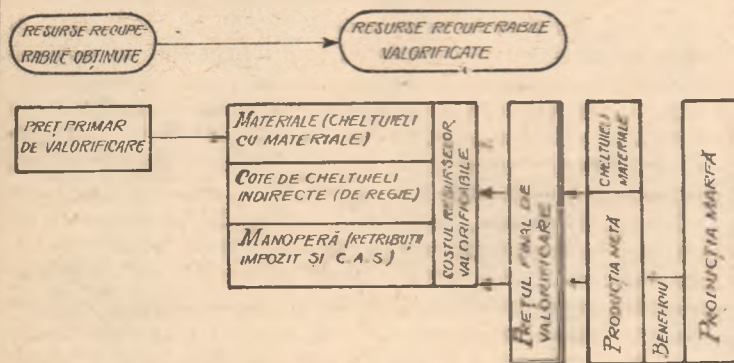 RESURSE RECUPE-
RABILE OBȚINUTE
RESURSE RECUPERABILE
VALORIFICATE
PREȚ PRIMAR
DE VALORIFICARE
MATERIALE (CHELTUIELI
CU MATERIALE)
COTE DE CHELTUIELI
INDIRECTE (DE REGIE)
MANOPERĂ (RETRIBUȚII
IMPOZIT ȘI C.A.S)
COSTUL RESURSELOR
VALORIFICABILE
PREȚUL FINAL DE
VALORIFICARE
CHELTUIELI
MATERIALE
PRODUCȚIA NETĂ
BENEFICIU
PRODUCȚIA MARFĂ